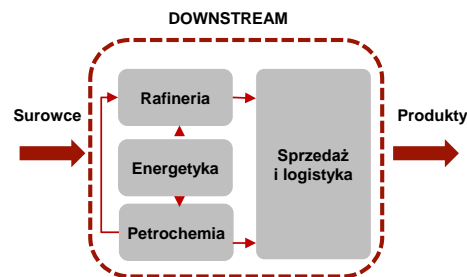 DOWNSTREAM
Surowce
Rafineria
Energetyka
Petrochemia
Sprzedaż
i logistyka
Produkty